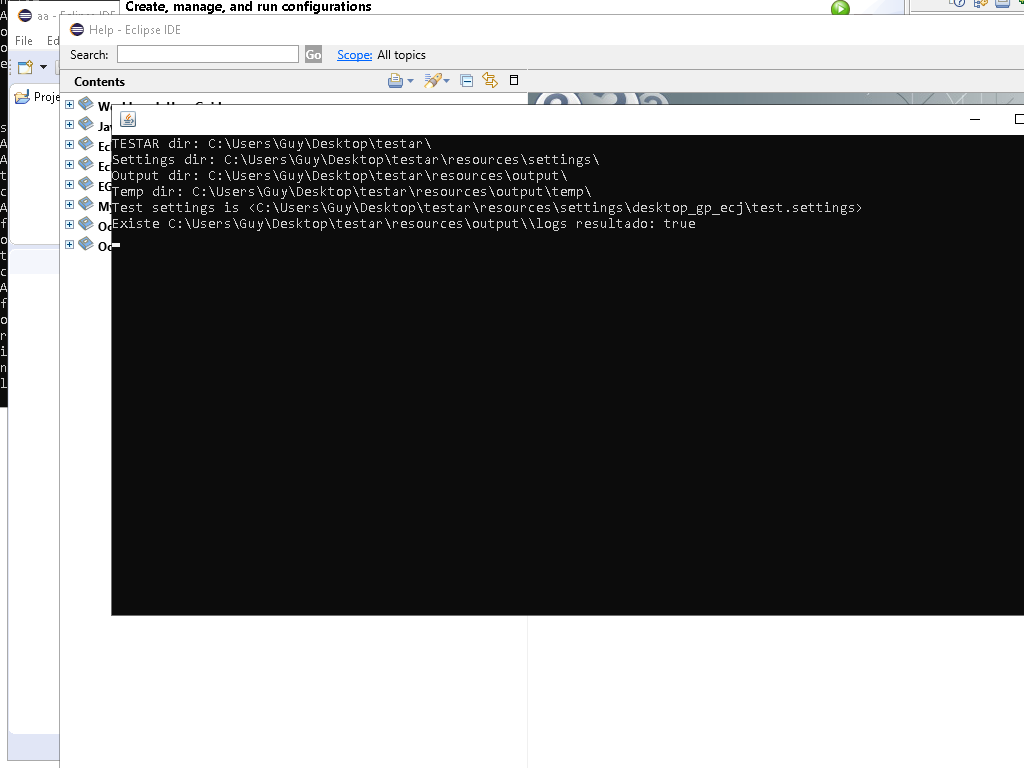 Create, manage, and run configurations
aa - Eclipse IDE
Help - Eclipse IDE
File
Search:
Go
Scope: All topics
Contents
Proje
TESTAR dir: C:\Users\Guy\Desktop\testar\
Settings dir: C:\Users\Guy\Desktop\testar\resources\settings\
Output dir: C:\Users\Guy\Desktop\testar\resources\output\
Temp dir: C:\Users\Guy\Desktop\testar\resources\output\temp\
Test settings is <C:\Users\Guy\Desktop\testar\resources\settings\desktop_gp_ecj\test.settings>
Existe C:\Users\Guy\Desktop\testar\resources\output\\logs resultado: true